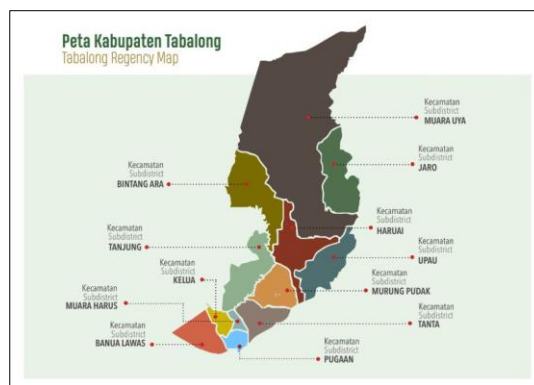 Peta Kabupaten Tabalong
Tabalong Regency Map
Kecamatan
Subdistrict
MUARA UYA
Kecamatan
Subdistrict
JARO
Kecamatan
Subdistrict
BINTANG ARA
Kecamatan
Subdistrict
HARUAI
Kecamatan
Subdistrict
TANJUNG
Kecamatan
Subdistrict
UPAU
Kecamatan
Subdistrict
KELUA
Kecamatan
Subdistrict
MURUNG PUDAK
Kecamatan
Subdistrict
MUARA HARUS
Kecamatan
Subdistrict
TANTA
Kecamatan
Subdistrict
BANUA LAWAS
Kecamatan
Subdistrict
PUGAAN